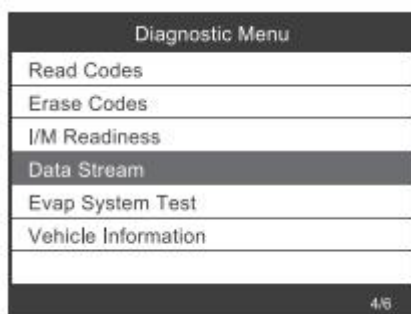 Diagnostic Menu
Read Codes
Erase Codes
I/M Readiness
Data Stream
Evap System Test
Vehicle Information
4/6